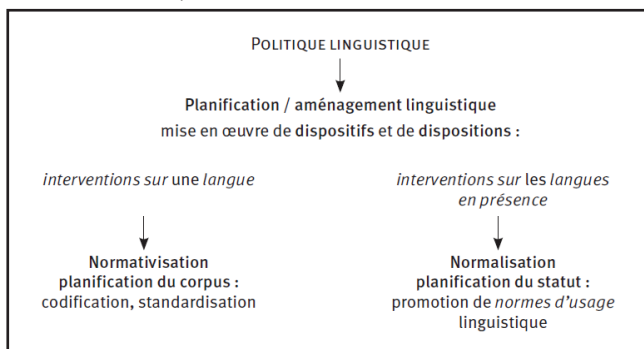 POLITIQUE LINGUISTIQUE
Planification / aménagement linguistique
mise en œuvre de dispositifs et de dispositions :
interventions sur une langue
interventions sur les langues
en présence
Normativisation
planification du corpus :
codification, standardisation
Normalisation
planification du statut :
promotion de normes d'usage
linguistique